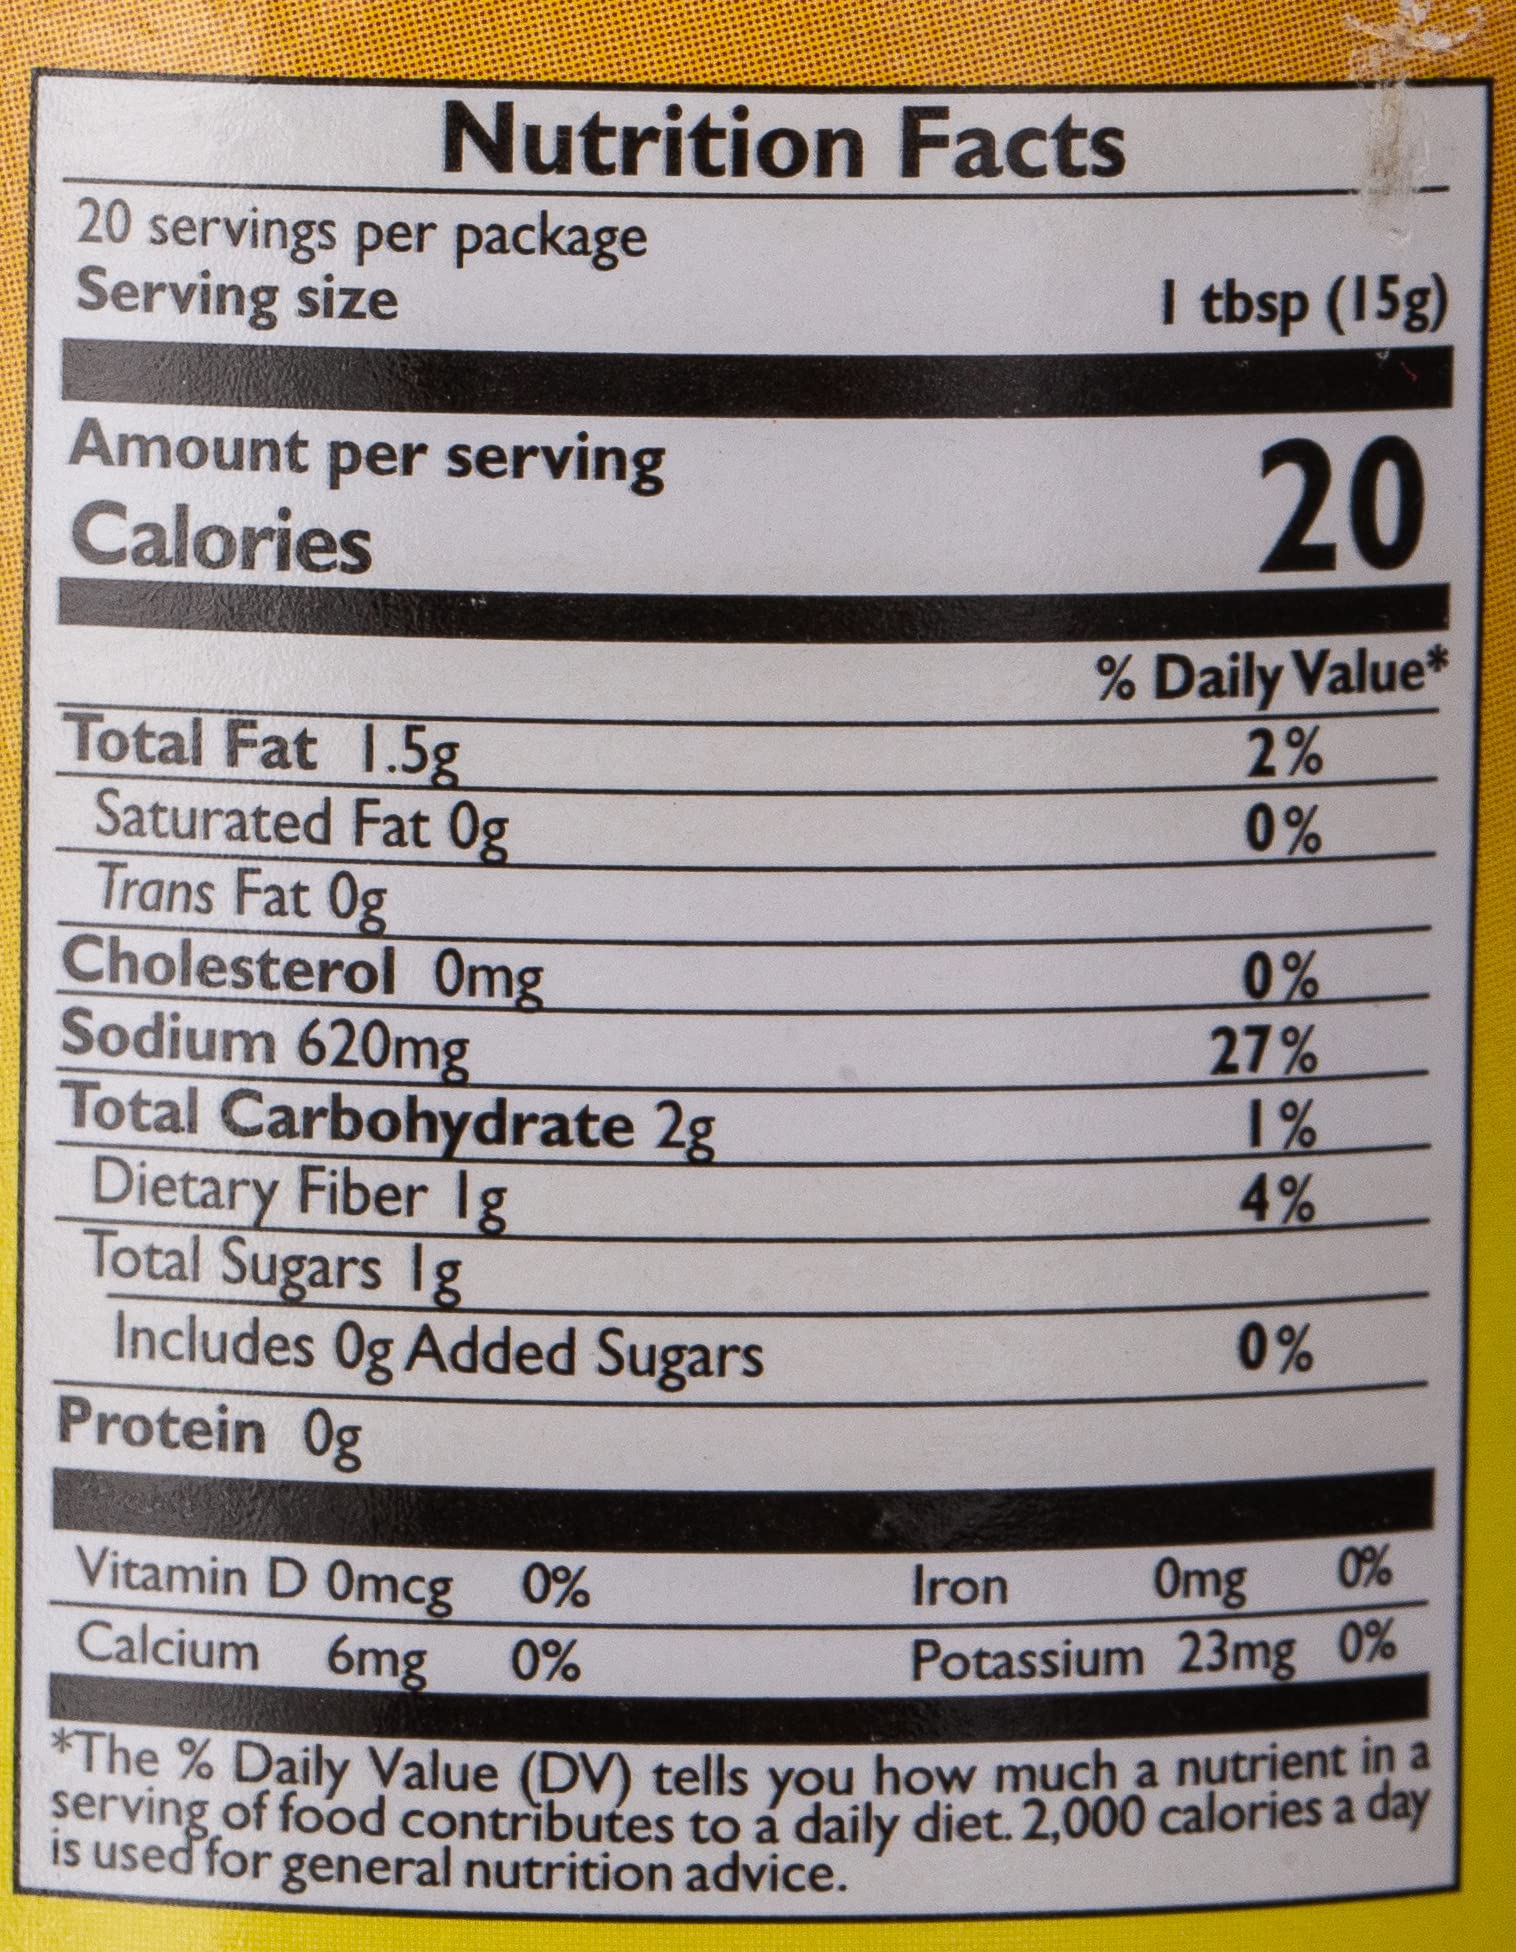 Nutrition Facts
20 servings per package
Serving size 1 tbsp (15g)
Amount per serving
Calories 20
% Daily Value*
Total Fat 1.5g 2%
Saturated Fat 0g 0%
Trans Fat 0g
Cholesterol 0mg 0%
Sodium 620mg 27%
Total Carbohydrate 2g 1%
Dietary Fiber 1g 4%
Total Sugars 1g
Includes 0g Added Sugars 0%
Protein 0g
Vitamin D 0mcg 0% Iron 0mg 0%
Calcium 6mg 0% Potassium 23mg 0%
*The % Daily Value (DV) tells you how much a nutrient in a
serving of food contributes to a daily diet. 2,000 calories a day
is used for general nutrition advice.